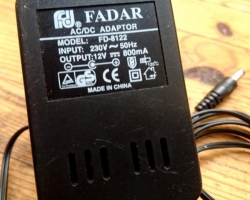 FADAR
AC/DC ADAPTOR
MODEL: FD-8122
INPUT: 230V ~ 50Hz
OUTPUT:12V ⎓ 800mA
MADE IN CHINA